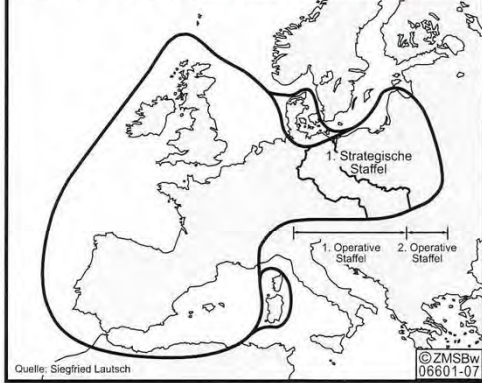 1. Strategische
Staffel
1. Operative
Staffel
2. Operative
Staffel
Quelle: Siegfried Lautsch
©ZMSBw
06601-07